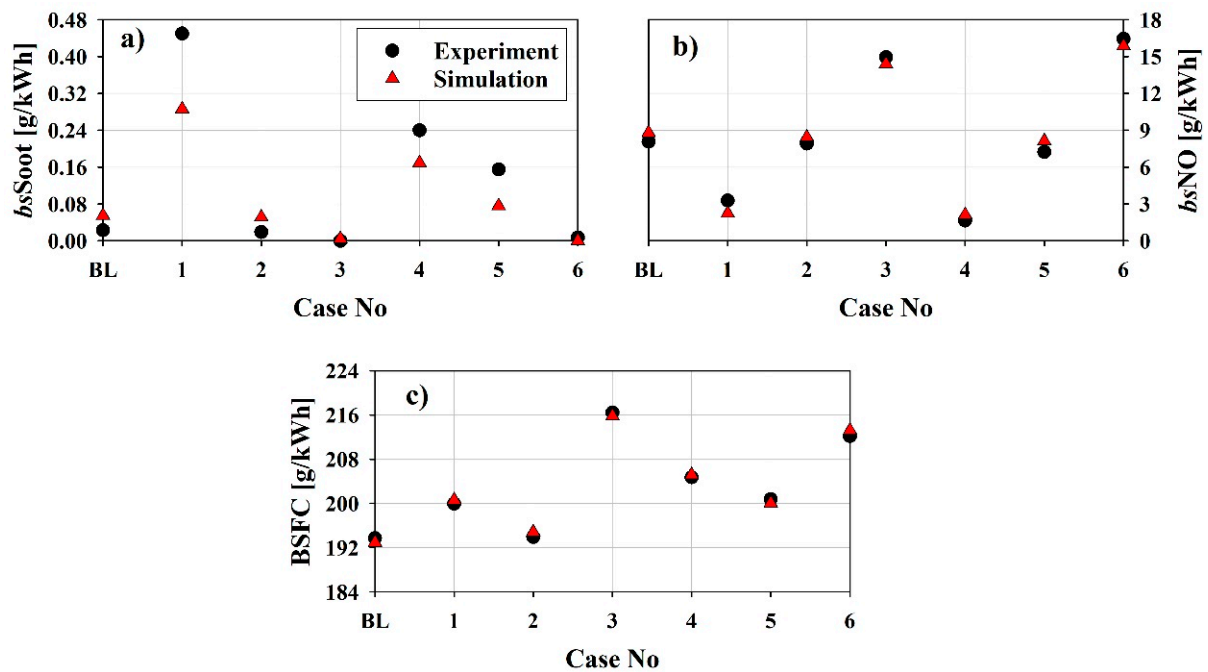 a)
Experiment
Simulation
bsSoot [g/kWh]
0.48
0.40
0.32
0.24
0.16
0.08
0.00
BL 1 2 3 4 5 6
Case No
b)
18
15
12
9
6
3
0
bsNO [g/kWh]
BL 1 2 3 4 5 6
Case No
c)
BSFC [g/kWh]
224
216
208
200
192
184
BL 1 2 3 4 5 6
Case No